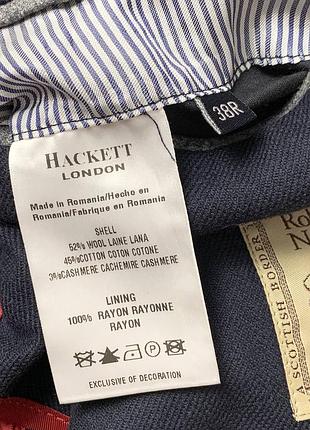 38R
HACKETT
LONDON
Made in Romania/Hecho en
Romania/Fabrique en Romania
SHELL
52% WOOL LAINE LANA
45%COTTON COTON COTONE
3%CASHMERE CACHEMIRE CASHMERE
LINING
100% RAYON RAYONNE
RAYON
P
EXCLUSIVE OF DECORATION
A SCOTTISH BORDER